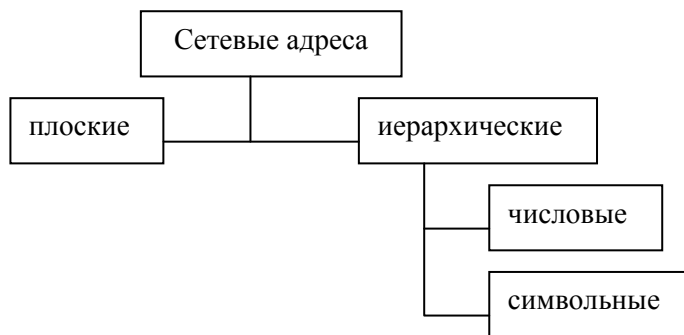 Сетевые адреса
плоские
иерархические
числовые
символьные